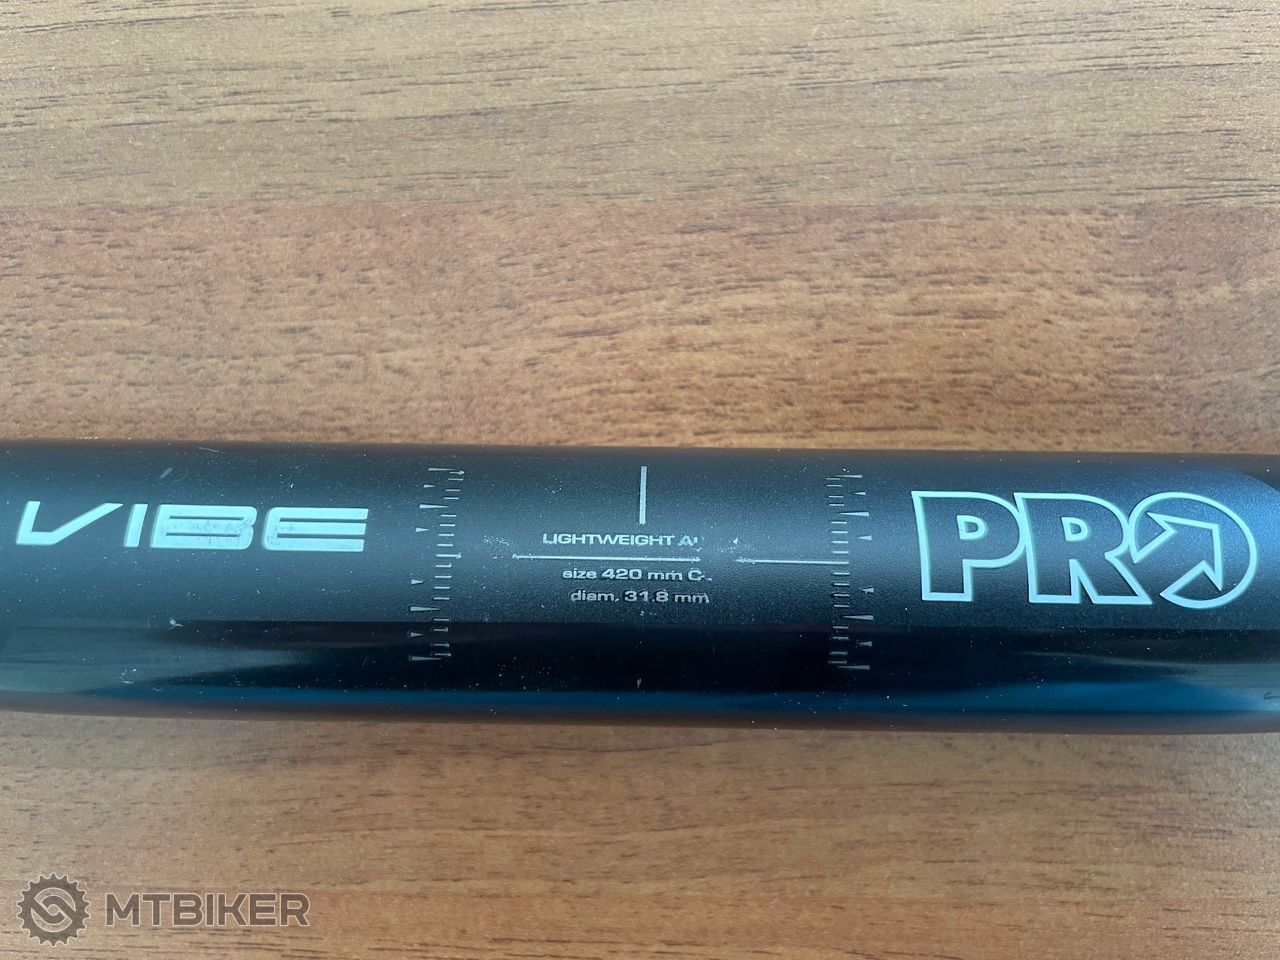 VIBE
LIGHTWEIGHT
size 420 mm
diam. 31.8 mm
PRO
MTBIKER